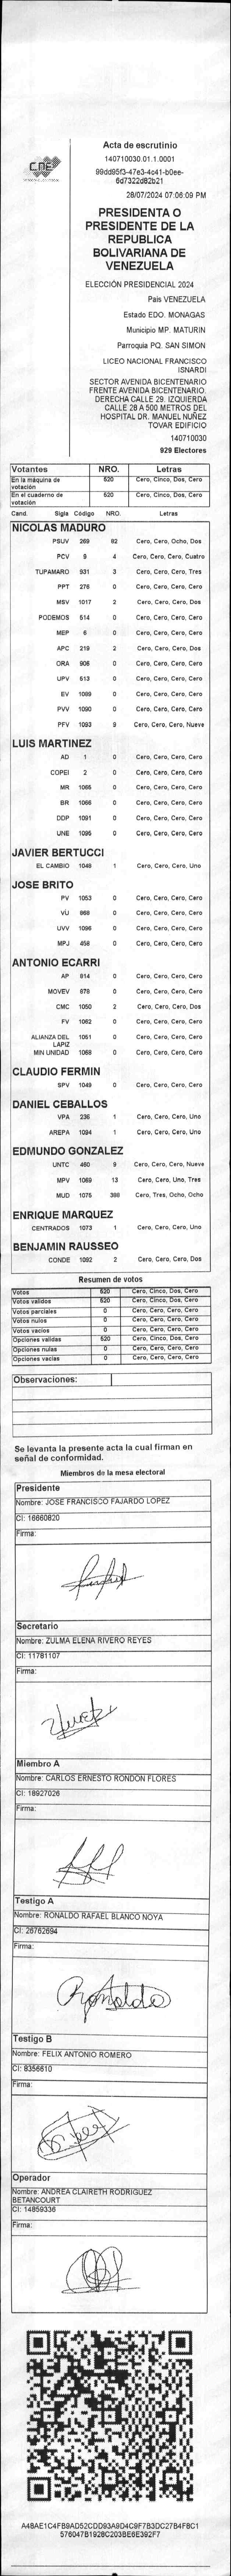 CNE
Acta de escrutinio
140710030.01.1.0001
99dd95f3-47e3-4c41-b0ee-
6d7322d82b21
28/07/2024 07:06:09 PM
PRESIDENTA O
PRESIDENTE DE LA
REPUBLICA
BOLIVARIANA DE
VENEZUELA
ELECCIÓN PRESIDENCIAL 2024
Pais VENEZUELA
Estado EDO. MONAGAS
Municipio MP. MATURIN
Parroquia PQ. SAN SIMON
LICEO NACIONAL FRANCISCO
ISNARDI
SECTOR AVENIDA BICENTENARIO
FRENTE AVENIDA BICENTENARIO.
DERECHA CALLE 29. IZQUIERDA
CALLE 28 A 500 METROS DEL
HOSPITAL DR. MANUEL NUÑEZ
TOVAR EDIFICIO
140710030
929 Electores
Votantes NRO. Letras
En la máquina de votación 520 Cero, Cinco, Dos, Cero
En el cuaderno de votación 520 Cero, Cinco, Dos, Cero
Cand. Sigla Código NRO. Letras
NICOLAS MADURO
PSUV 269 82 Cero, Cero, Ocho, Dos
PCV 9 4 Cero, Cero, Cero, Cuatro
TUPAMARO 931 3 Cero, Cero, Cero, Tres
PPT 276 0 Cero, Cero, Cero, Cero
MSV 1017 2 Cero, Cero, Cero, Dos
PODEMOS 514 0 Cero, Cero, Cero, Cero
MEP 6 0 Cero, Cero, Cero, Cero
APC 219 2 Cero, Cero, Cero, Dos
ORA 906 0 Cero, Cero, Cero, Cero
UPV 613 0 Cero, Cero, Cero, Cero
EV 1089 0 Cero, Cero, Cero, Cero
PVV 1090 0 Cero, Cero, Cero, Cero
PFV 1093 9 Cero, Cero, Cero, Nueve
LUIS MARTINEZ
AD 1 0 Cero, Cero, Cero, Cero
COPEI 2 0 Cero, Cero, Cero, Cero
MR 1065 0 Cero, Cero, Cero, Cero
BR 1066 0 Cero, Cero, Cero, Cero
DDP 1091 0 Cero, Cero, Cero, Cero
UNE 1095 0 Cero, Cero, Cero, Cero
JAVIER BERTUCCI
EL CAMBIO 1048 1 Cero, Cero, Cero, Uno
JOSE BRITO
PV 1053 0 Cero, Cero, Cero, Cero
VU 868 0 Cero, Cero, Cero, Cero
UVV 1096 0 Cero, Cero, Cero, Cero
MPJ 458 0 Cero, Cero, Cero, Cero
ANTONIO ECARRI
AP 814 0 Cero, Cero, Cero, Cero
MOVEV 878 0 Cero, Cero, Cero, Cero
CMC 1050 2 Cero, Cero, Cero, Dos
FV 1062 0 Cero, Cero, Cero, Cero
ALIANZA DEL LAPIZ 1051 0 Cero, Cero, Cero, Cero
MIN UNIDAD 1068 0 Cero, Cero, Cero, Cero
CLAUDIO FERMIN
SPV 1049 0 Cero, Cero, Cero, Cero
DANIEL CEBALLOS
VPA 236 1 Cero, Cero, Cero, Uno
AREPA 1094 1 Cero, Cero, Cero, Uno
EDMUNDO GONZALEZ
UNTC 460 9 Cero, Cero, Cero, Nueve
MPV 1069 13 Cero, Cero, Uno, Tres
MUD 1075 388 Cero, Tres, Ocho, Ocho
ENRIQUE MARQUEZ
CENTRADOS 1073 1 Cero, Cero, Cero, Uno
BENJAMIN RAUSSEO
CONDE 1092 2 Cero, Cero, Cero, Dos
Resumen de votos
Votos 520 Cero, Cinco, Dos, Cero
Votos validos 520 Cero, Cinco, Dos, Cero
Votos parciales 0 Cero, Cero, Cero, Cero
Votos nulos 0 Cero, Cero, Cero, Cero
Votos vacios 0 Cero, Cero, Cero, Cero
Opciones validas 520 Cero, Cinco, Dos, Cero
Opciones nulas 0 Cero, Cero, Cero, Cero
Opciones vacias 0 Cero, Cero, Cero, Cero
Observaciones:
Se levanta la presente acta la cual firman en
señal de conformidad.
Miembros de la mesa electoral
Presidente
Nombre: JOSE FRANCISCO FAJARDO LOPEZ
CI: 16660820
Firma:
Secretario
Nombre: ZULMA ELENA RIVERO REYES
CI: 11781107
Firma:
Miembro A
Nombre: CARLOS ERNESTO RONDON FLORES
CI: 18927026
Firma:
Testigo A
Nombre: RONALDO RAFAEL BLANCO NOYA
CI: 26762694
Firma:
Ronaldo
Testigo B
Nombre: FELIX ANTONIO ROMERO
CI: 8356610
Firma:
Operador
Nombre: ANDREA CLAIRETH RODRIGUEZ
BETANCOURT
CI: 14859336
Firma:
A48AE1C4FB9AD52CDD93A9D4C9F7B3DC27B4F8C1
576047B1928C203BE6E392F7